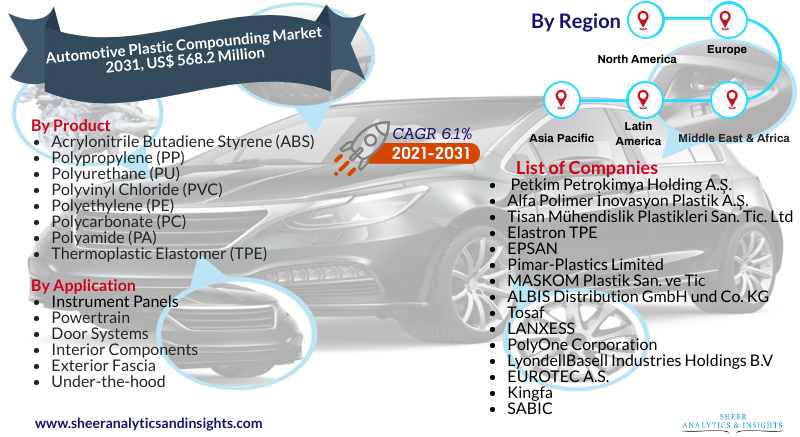 Automotive Plastic Compounding Market
2031, US$ 568.2 Million
By Region
North America
Europe
Asia Pacific
Latin
America
Middle East & Africa
CAGR 6.1%
2021-2031
By Product
Acrylonitrile Butadiene Styrene (ABS)
Polypropylene (PP)
Polyurethane (PU)
Polyvinyl Chloride (PVC)
Polyethylene (PE)
Polycarbonate (PC)
Polyamide (PA)
Thermoplastic Elastomer (TPE)
By Application
Instrument Panels
Powertrain
Door Systems
Interior Components
Exterior Fascia
Under-the-hood
List of Companies
Petkim Petrokimya Holding A.Ş.
Alfa Polimer İnovasyon Plastik A.Ş.
Tisan Mühendislik Plastikleri San. Tic. Ltd
Elastron TPE
EPSAN
Pimar-Plastics Limited
MASKOM Plastik San. ve Tic
ALBIS Distribution GmbH und Co. KG
Tosaf
LANXESS
PolyOne Corporation
LyondellBasell Industries Holdings B.V
EUROTEC A.S.
Kingfa
SABIC
www.sheeranalyticsandinsights.com
SHEER
ANALYTICS & INSIGHTS